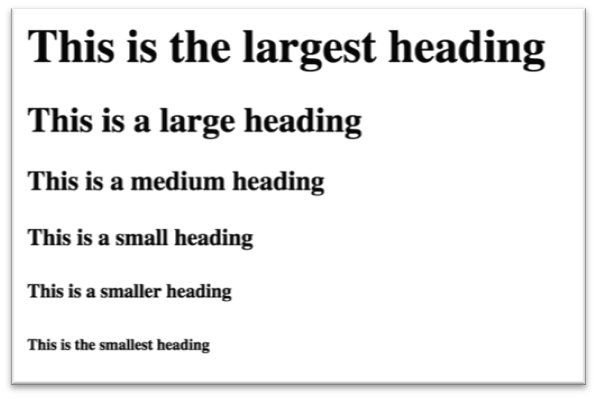 This is the largest heading
This is a large heading
This is a medium heading
This is a small heading
This is a smaller heading
This is the smallest heading